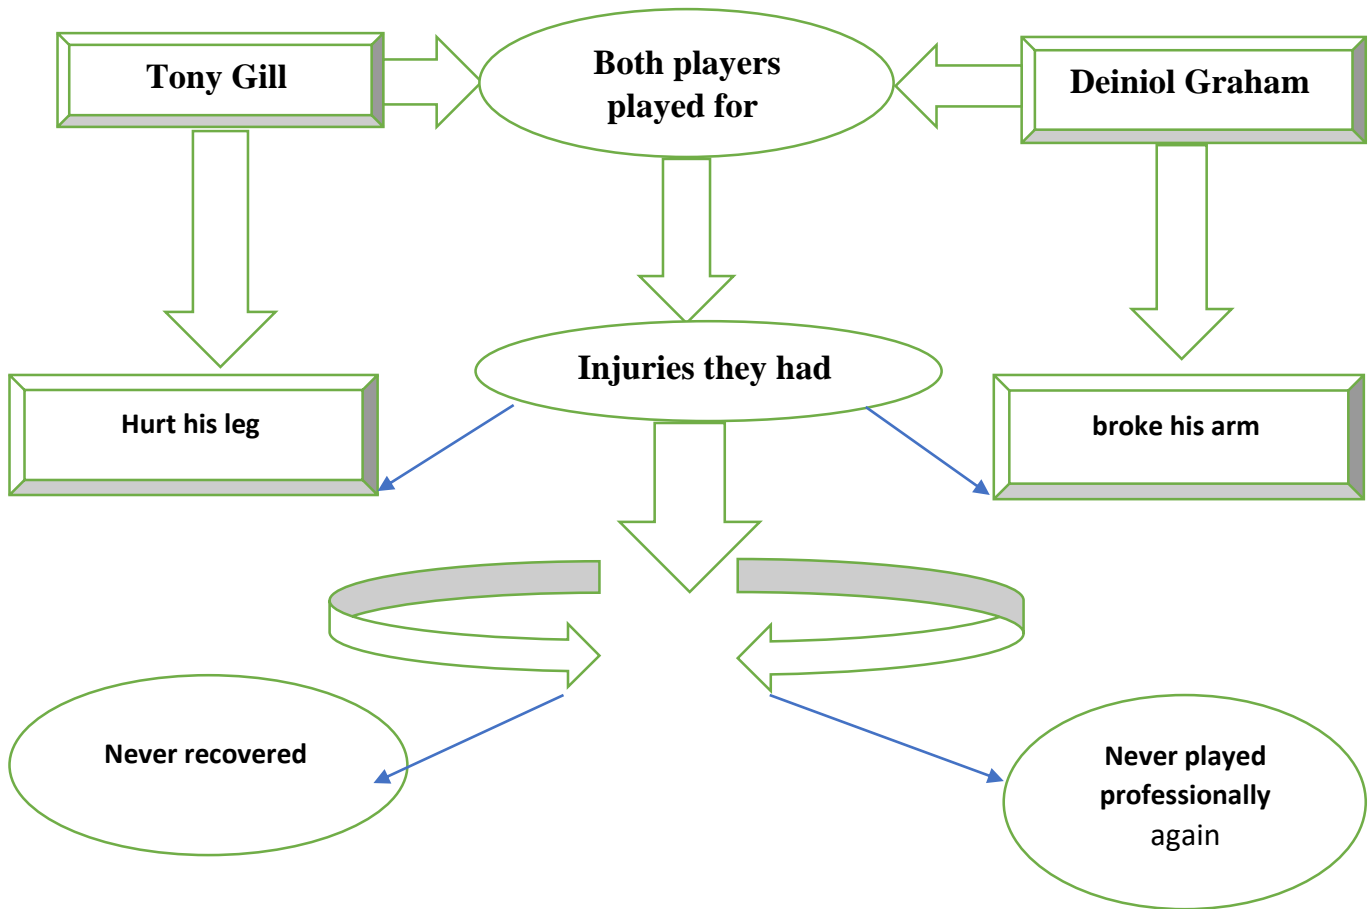 Tony Gill
Both players
played for
Deiniol Graham
Injuries they had
Hurt his leg
broke his arm
Never recovered
Never played
professionally
again